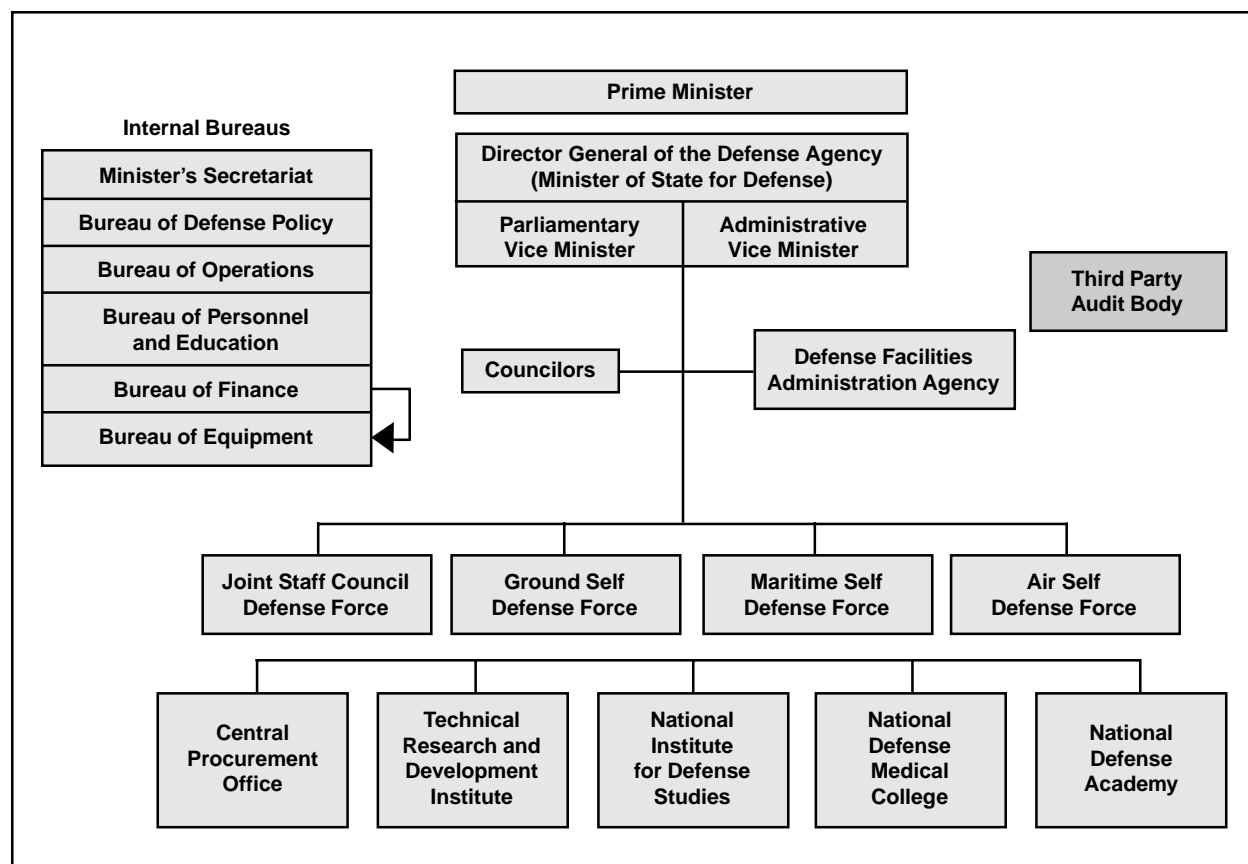 Prime Minister
Internal Bureaus
Minister’s Secretariat
Bureau of Defense Policy
Bureau of Operations
Bureau of Personnel
and Education
Bureau of Finance
Bureau of Equipment
Director General of the Defense Agency
(Minister of State for Defense)
Parliamentary
Vice Minister
Administrative
Vice Minister
Third Party
Audit Body
Councilors
Defense Facilities
Administration Agency
Joint Staff Council
Defense Force
Ground Self
Defense Force
Maritime Self
Defense Force
Air Self
Defense Force
Central
Procurement
Office
Technical
Research and
Development
Institute
National
Institute
for Defense
Studies
National
Defense
Medical
College
National
Defense
Academy